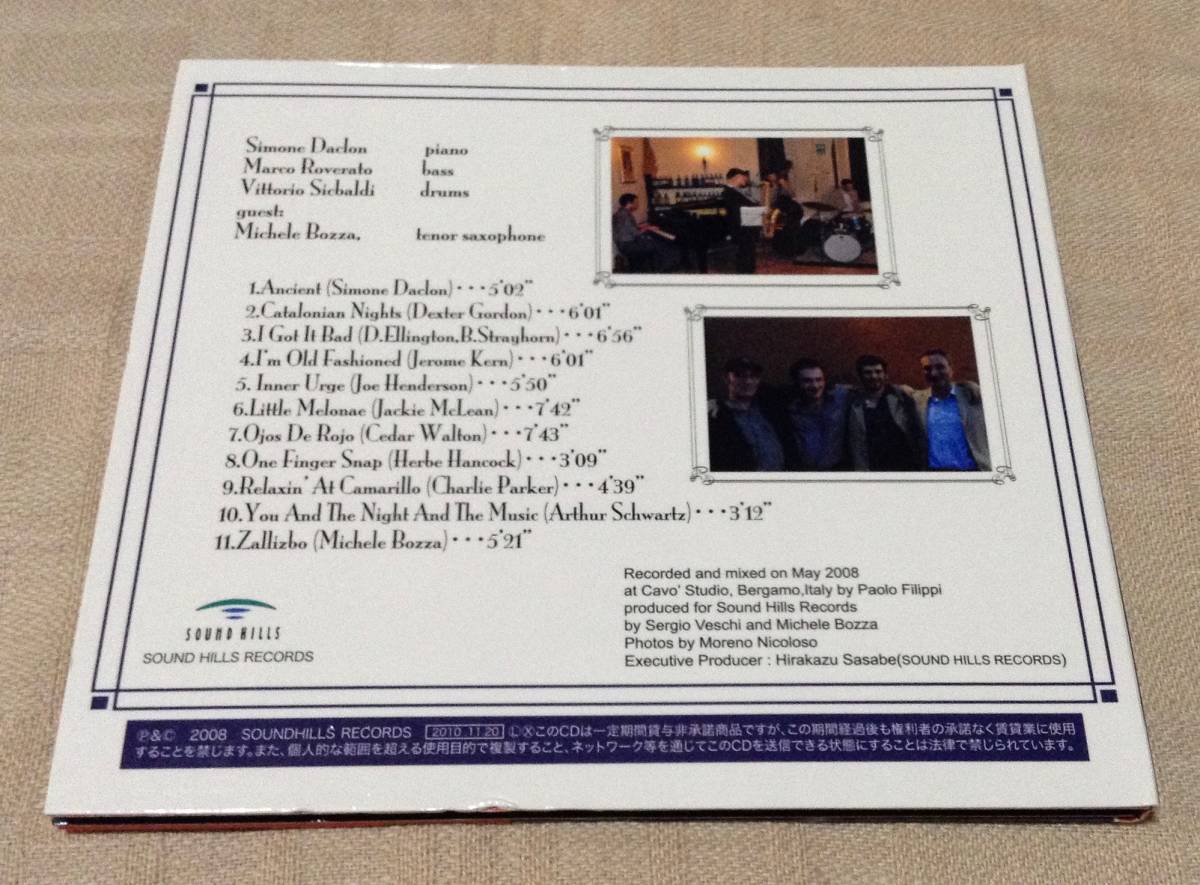 Simone Daclon piano
Marco Roverato bass
Vittorio Sicbaldi drums
guest:
Michele Bozza, tenor saxophone
1.Ancient (Simone Daclon)・・・5'02"
2.Catalonian Nights (Dexter Gordon)・・・6'01"
3.I Got It Bad (D.Ellington,B.Strayhorn)・・・6'56"
4.I'm Old Fashioned (Jerome Kern)・・・6'01"
5. Inner Urge (Joe Henderson)・・・5'50"
6.Little Melonae (Jackie McLean)・・・7'42"
7.Ojos De Rojo (Cedar Walton)・・・7'43"
8.One Finger Snap (Herbe Hancock)・・・3'09"
9.Relaxin' At Camarillo (Charlie Parker)・・・4'39"
10.You And The Night And The Music (Arthur Schwartz)・・・3'12"
11.Zallizbo (Michele Bozza)・・・5'21"
Recorded and mixed on May 2008
at Cavo' Studio, Bergamo,Italy by Paolo Filippi
produced for Sound Hills Records
by Sergio Veschi and Michele Bozza
Photos by Moreno Nicoloso
Executive Producer : Hirakazu Sasabe(SOUND HILLS RECORDS)
SOUND HILLS
SOUND HILLS RECORDS
℗&© 2008 SOUNDHILLS RECORDS 2010.11.20 ⓁⓍこのCDは一定期間貸与非承諾商品ですが、この期間経過後も権利者の承諾なく賃貸業に使用
することを禁じます。また、個人的な範囲を超える使用目的で複製すること、ネットワーク等を通じてこのCDを送信できる状態にすることは法律で禁じられています。